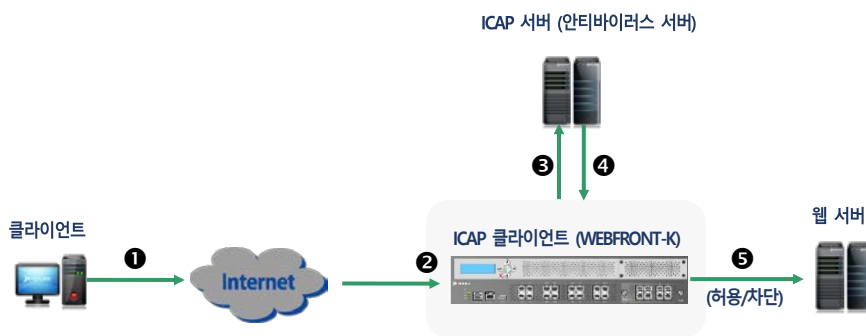 ICAP 서버 (안티바이러스 서버)
❸
❹
클라이언트
❶
Internet
❷
ICAP 클라이언트 (WEBFRONT-K)
❺
(허용/차단)
웹 서버